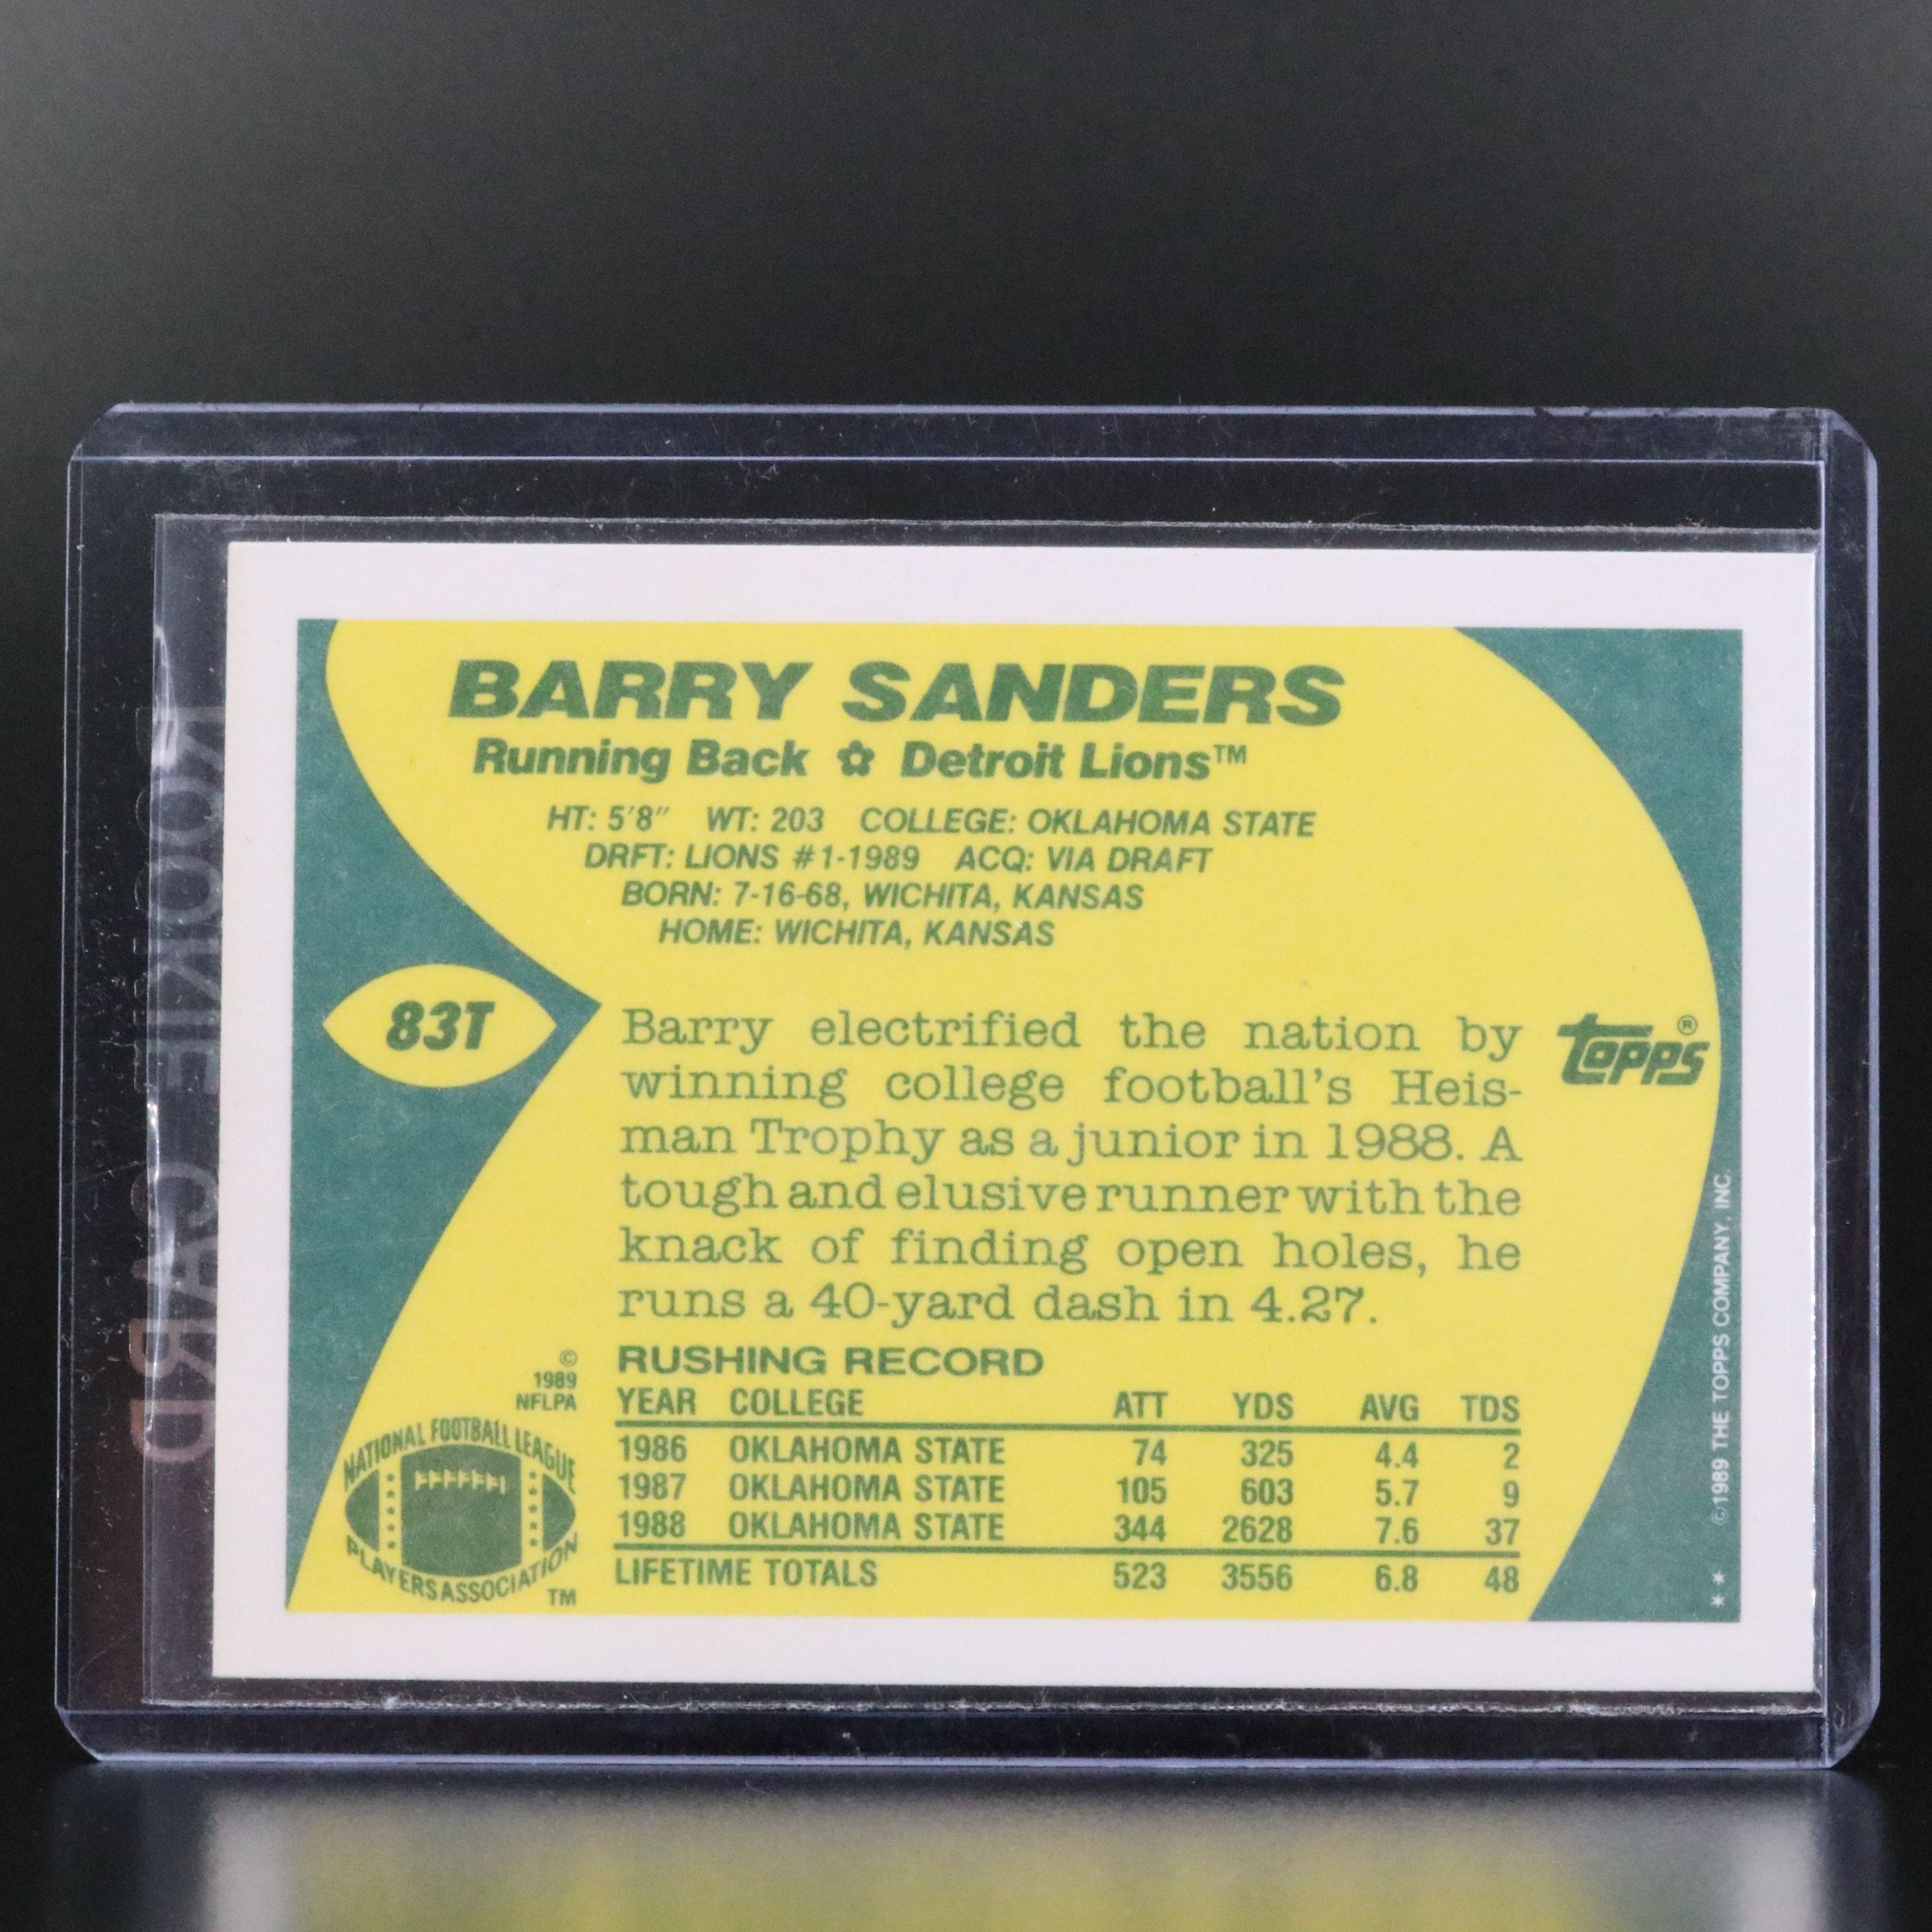 BARRY SANDERS
Running Back ✿ Detroit Lions™
HT: 5'8" WT: 203 COLLEGE: OKLAHOMA STATE
DRFT: LIONS #1-1989 ACQ: VIA DRAFT
BORN: 7-16-68, WICHITA, KANSAS
HOME: WICHITA, KANSAS
83T
Barry electrified the nation by
winning college football's Heis-
man Trophy as a junior in 1988. A
tough and elusive runner with the
knack of finding open holes, he
runs a 40-yard dash in 4.27.
TOPPS®
RUSHING RECORD
YEAR COLLEGE ATT YDS AVG TDS
1986 OKLAHOMA STATE 74 325 4.4 2
1987 OKLAHOMA STATE 105 603 5.7 9
1988 OKLAHOMA STATE 344 2628 7.6 37
LIFETIME TOTALS 523 3556 6.8 48
©
1989
NFLPA
NATIONAL FOOTBALL LEAGUE
PLAYERS ASSOCIATION
TM
©1989 THE TOPPS COMPANY, INC.
**
ROOKIE CARD